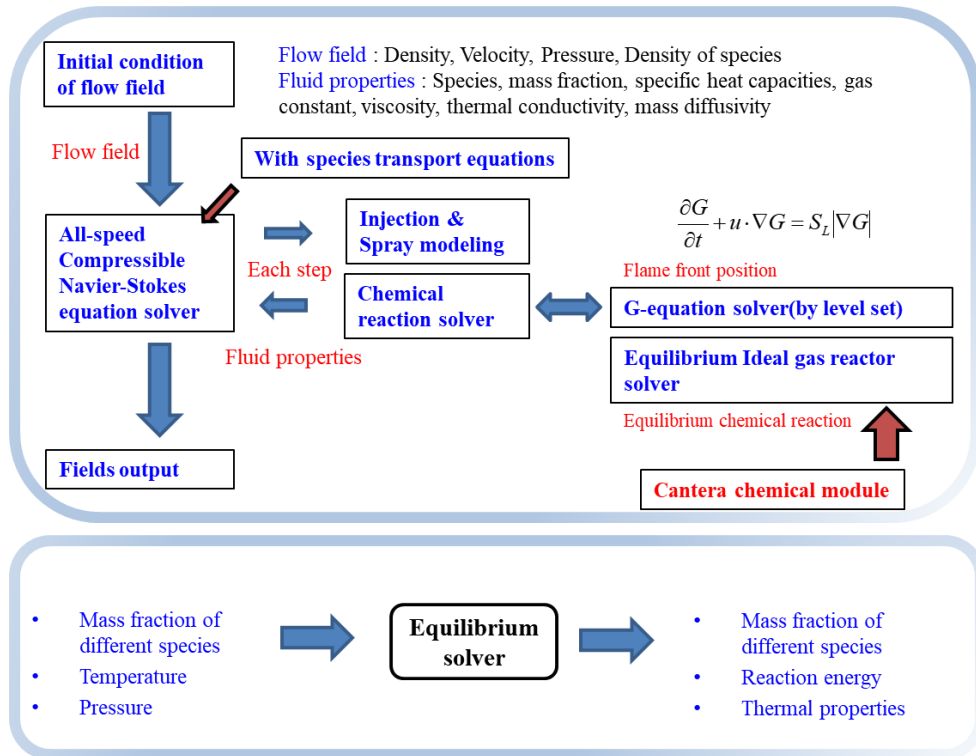 Initial condition
of flow field
Flow field : Density, Velocity, Pressure, Density of species
Fluid properties : Species, mass fraction, specific heat capacities, gas
constant, viscosity, thermal conductivity, mass diffusivity
Flow field
With species transport equations
All-speed
Compressible
Navier-Stokes
equation solver
Each step
Injection &
Spray modeling
Chemical
reaction solver
Fluid properties
∂G/∂t + u · ∇G = S_L|∇G|
Flame front position
G-equation solver(by level set)
Equilibrium Ideal gas reactor
solver
Equilibrium chemical reaction
Cantera chemical module
Fields output
• Mass fraction of
different species
• Temperature
• Pressure
Equilibrium
solver
• Mass fraction of
different species
• Reaction energy
• Thermal properties